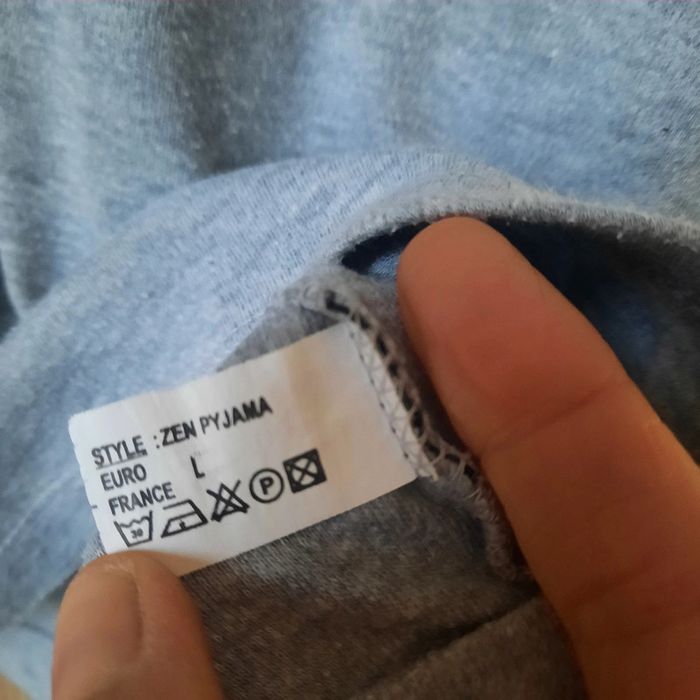 STYLE : ZEN PYJAMA
EURO L
FRANCE
30 P